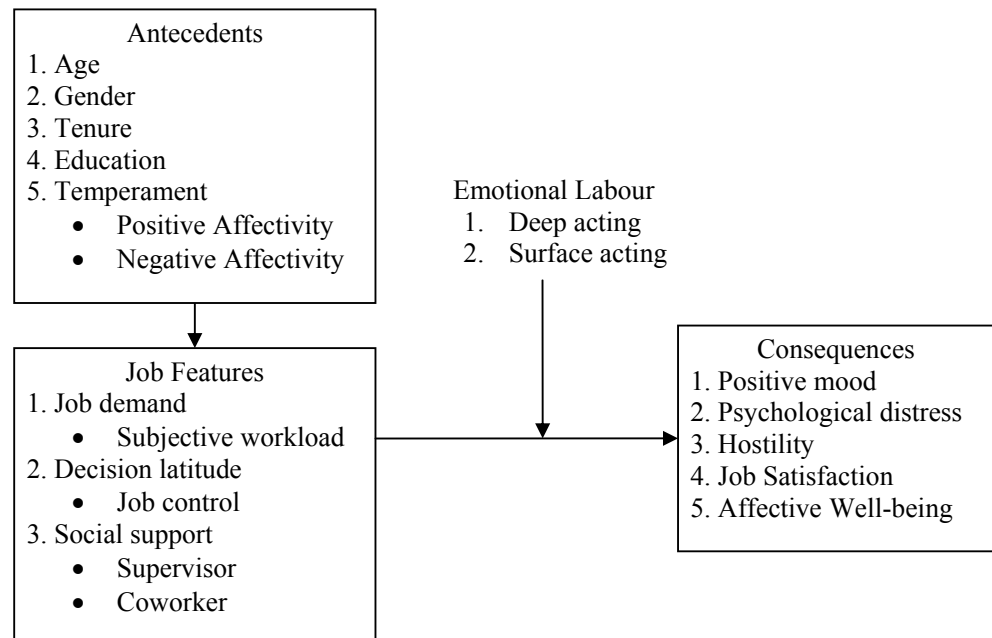 Antecedents
1. Age
2. Gender
3. Tenure
4. Education
5. Temperament
• Positive Affectivity
• Negative Affectivity
Emotional Labour
1. Deep acting
2. Surface acting
Job Features
1. Job demand
• Subjective workload
2. Decision latitude
• Job control
3. Social support
• Supervisor
• Coworker
Consequences
1. Positive mood
2. Psychological distress
3. Hostility
4. Job Satisfaction
5. Affective Well-being